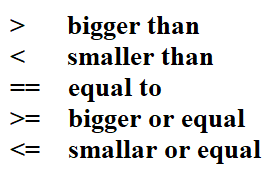 > bigger than
< smaller than
== equal to
>= bigger or equal
<= smallar or equal